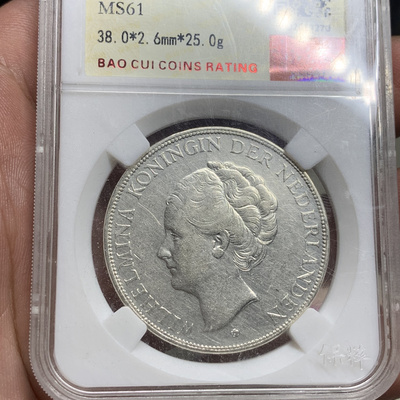 MS61
38.0*2.6mm*25.0g
BAO CUI COINS RATING
WILHELMINA KONINGIN DER NEDERLANDEN